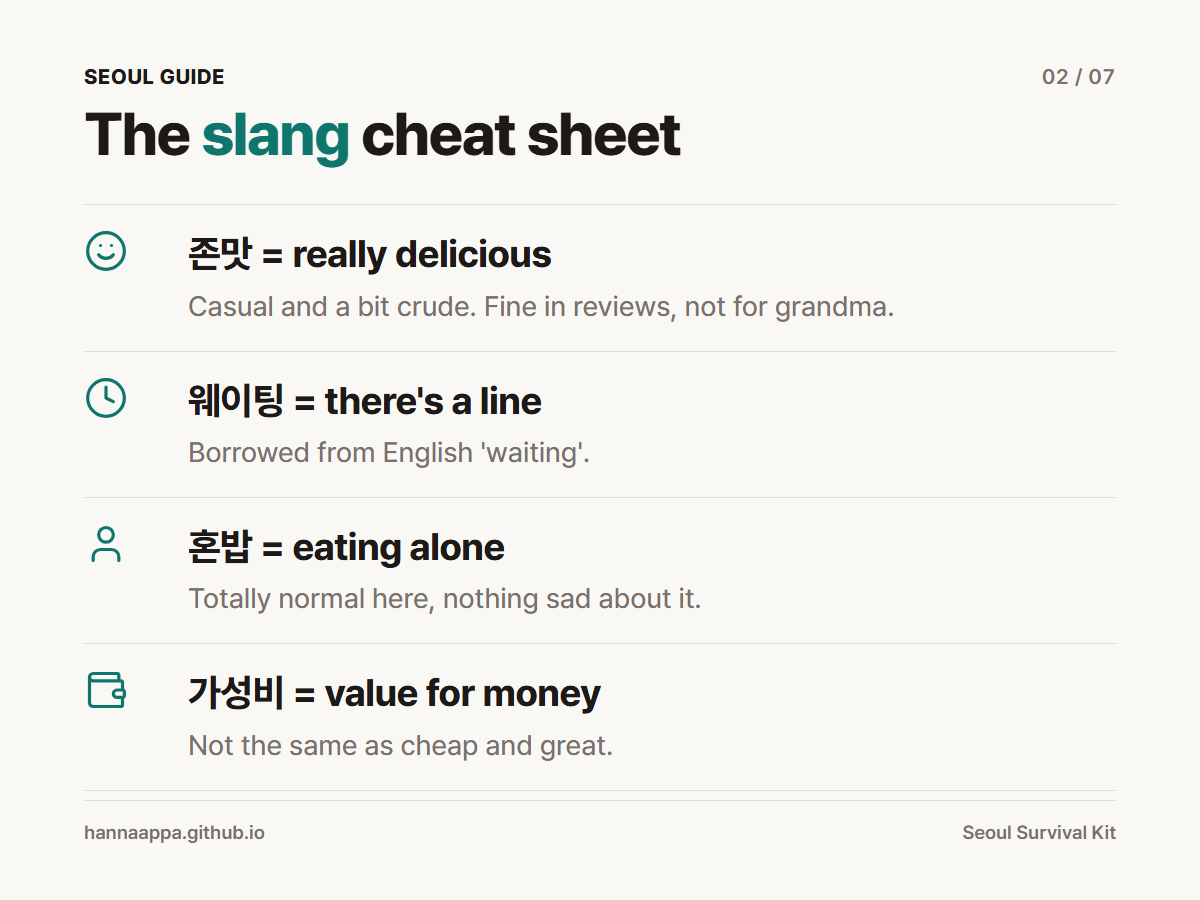 SEOUL GUIDE
02 / 07
The slang cheat sheet
존맛 = really delicious
Casual and a bit crude. Fine in reviews, not for grandma.
웨이팅 = there's a line
Borrowed from English 'waiting'.
혼밥 = eating alone
Totally normal here, nothing sad about it.
가성비 = value for money
Not the same as cheap and great.
hannaappa.github.io
Seoul Survival Kit